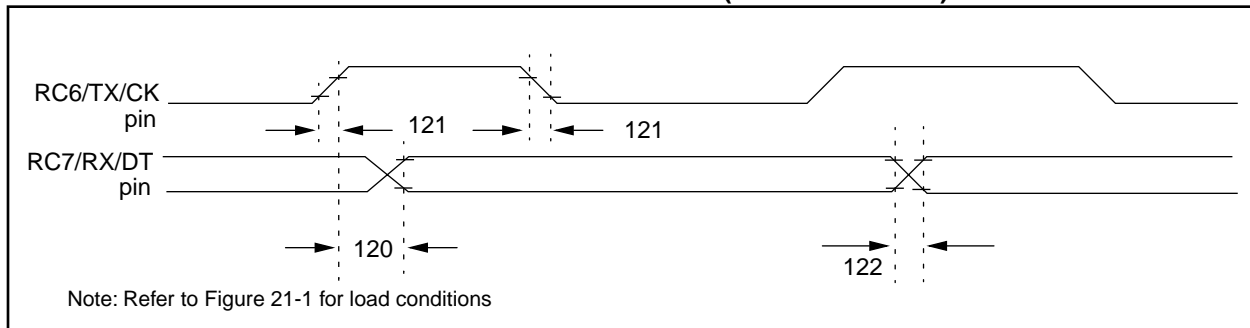 RC6/TX/CK
pin
121
121
RC7/RX/DT
pin
120
122
Note: Refer to Figure 21-1 for load conditions